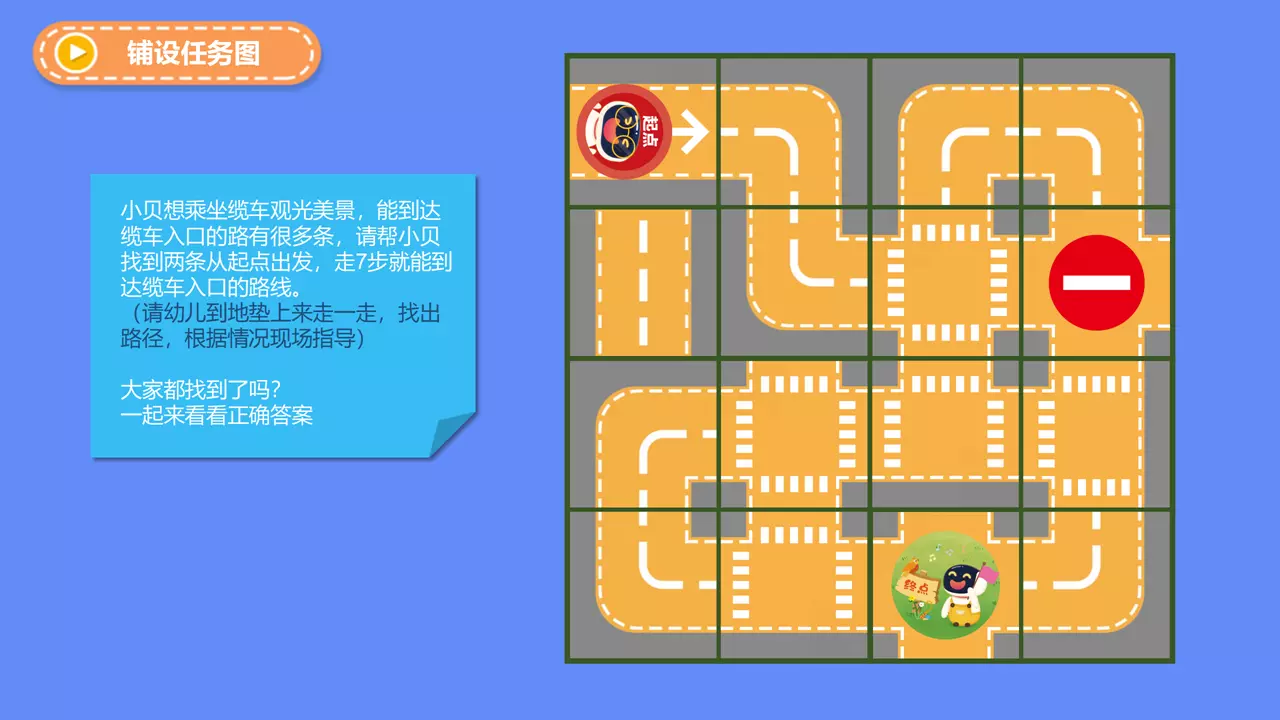 铺设任务图
小贝想乘坐缆车观光美景，能到达
缆车入口的路有很多条，请帮小贝
找到两条从起点出发，走7步就能到
达缆车入口的路线。
（请幼儿到地垫上来走一走，找出
路径，根据情况现场指导）
大家都找到了吗？
一起来看看正确答案
起点
终点